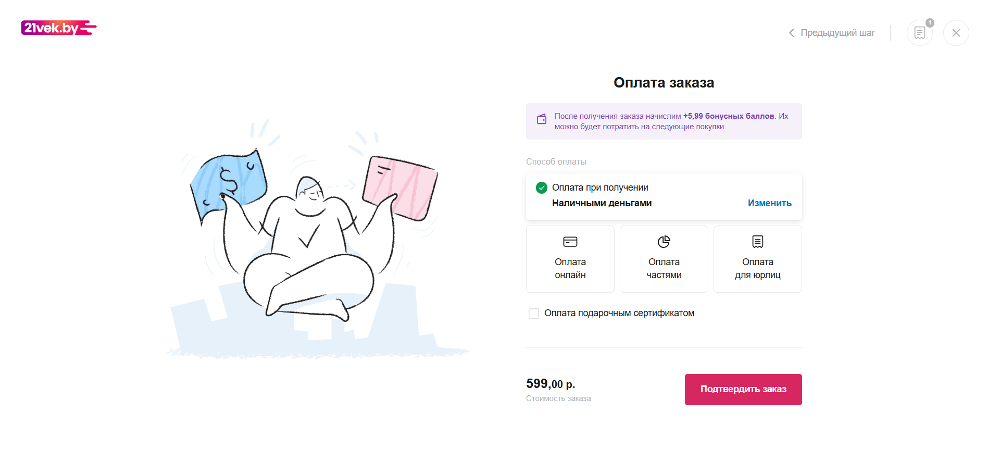 21vek.by
Предыдущий шаг
1
Оплата заказа
После получения заказа начислим +5,99 бонусных баллов. Их
можно будет потратить на следующие покупки.
Способ оплаты
Оплата при получении
Наличными деньгами
Изменить
Оплата
онлайн
Оплата
частями
Оплата
для юрлиц
Оплата подарочным сертификатом
599,00 р.
Стоимость заказа
Подтвердить заказ